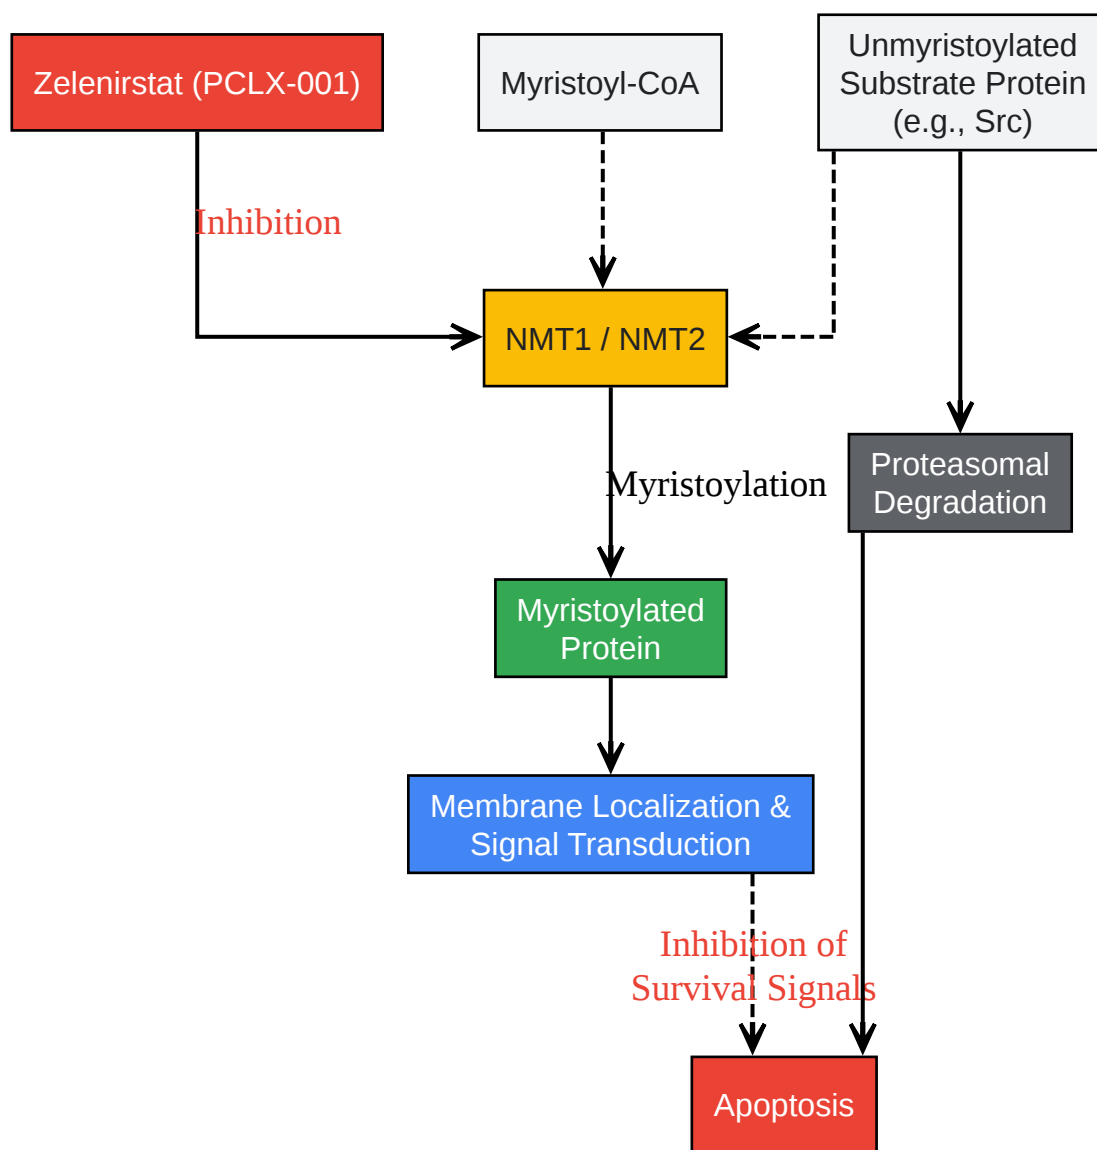 Zelenirstat (PCLX-001)
Myristoyl-CoA
Unmyristoylated
Substrate Protein
(e.g., Src)
Inhibition
NMT1 / NMT2
Proteasomal
Degradation
Myristoylation
Myristoylated
Protein
Membrane Localization &
Signal Transduction
Inhibition of
Survival Signals
Apoptosis